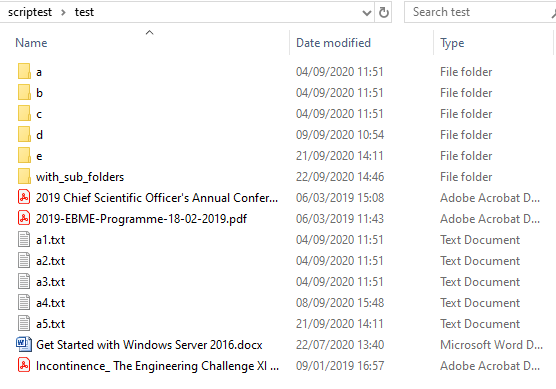 scriptest > test Search test
Name Date modified Type
a 04/09/2020 11:51 File folder
b 04/09/2020 11:51 File folder
c 04/09/2020 11:51 File folder
d 09/09/2020 10:54 File folder
e 21/09/2020 14:11 File folder
with_sub_folders 22/09/2020 14:46 File folder
2019 Chief Scientific Officer's Annual Confer... 06/03/2019 15:08 Adobe Acrobat D...
2019-EBME-Programme-18-02-2019.pdf 06/03/2019 11:43 Adobe Acrobat D...
a1.txt 04/09/2020 11:51 Text Document
a2.txt 04/09/2020 11:51 Text Document
a3.txt 04/09/2020 11:51 Text Document
a4.txt 08/09/2020 15:48 Text Document
a5.txt 21/09/2020 14:11 Text Document
Get Started with Windows Server 2016.docx 22/07/2020 13:40 Microsoft Word D...
Incontinence_ The Engineering Challenge XI ... 09/01/2019 16:57 Adobe Acrobat D...